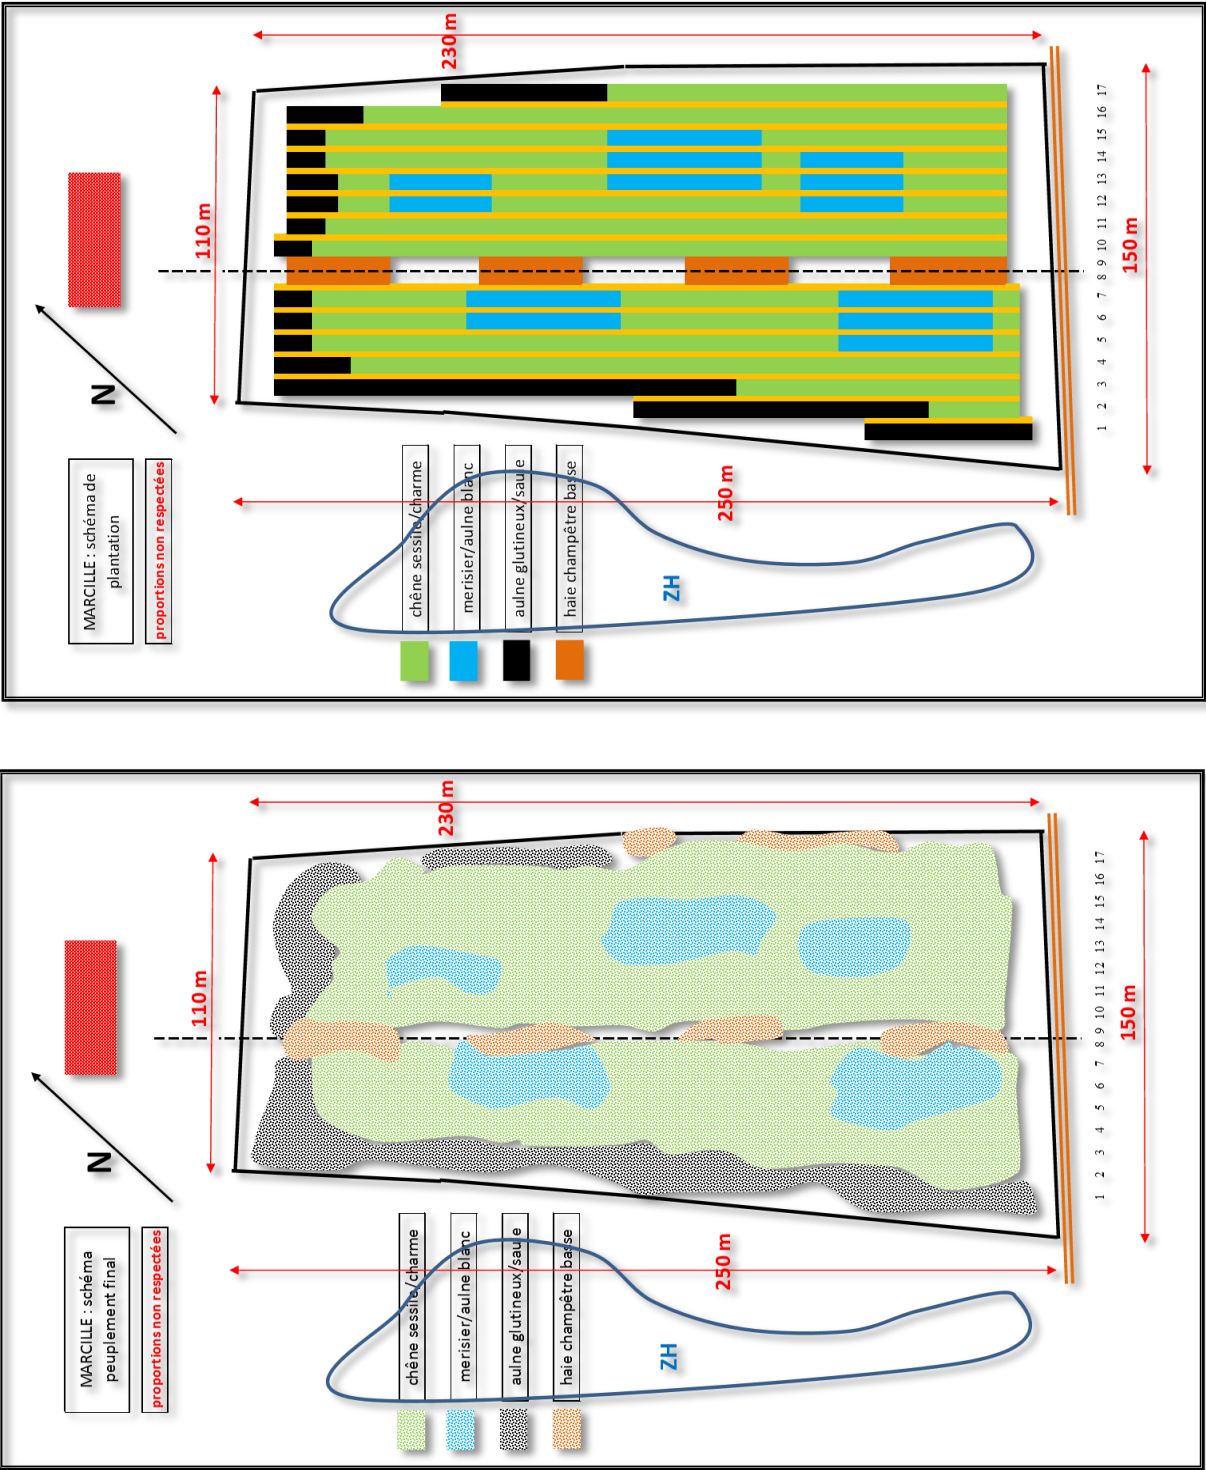 230 m
110 m
150 m
17
16
15
14
13
12
11
10
9
8
7
6
5
4
3
2
1
N
MARCILLE : schéma de
plantation
proportions non respectées
250 m
chêne sessile/charme
merisier/aulne blanc
aulne glutineux/saule
haie champêtre basse
ZH
230 m
110 m
150 m
17
16
15
14
13
12
11
10
9
8
7
6
5
4
3
2
1
N
MARCILLE : schéma
peuplement final
proportions non respectées
250 m
chêne sessile/charme
merisier/aulne blanc
aulne glutineux/saule
haie champêtre basse
ZH